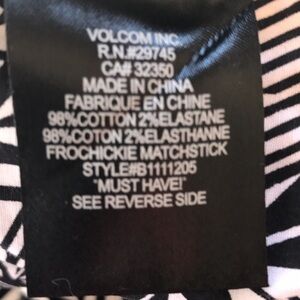 VOLCOM INC.
R.N.#29745
CA# 32350
MADE IN CHINA
FABRIQUE EN CHINE
98%COTTON 2%ELASTANE
98%COTON 2%ELASTHANNE
FROCHICKIE MATCHSTICK
STYLE#B1111205
"MUST HAVE!"
SEE REVERSE SIDE